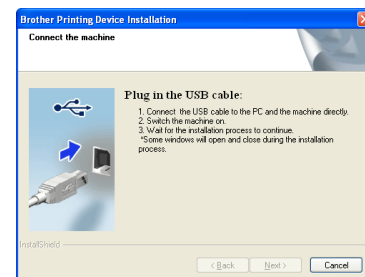 Brother Printing Device Installation
Connect the machine
Plug in the USB cable:
1. Connect the USB cable to the PC and the machine directly.
2. Switch the machine on.
3. Wait for the installation process to continue.
*Some windows will open and close during the installation
process.
InstallShield
< Back Next > Cancel